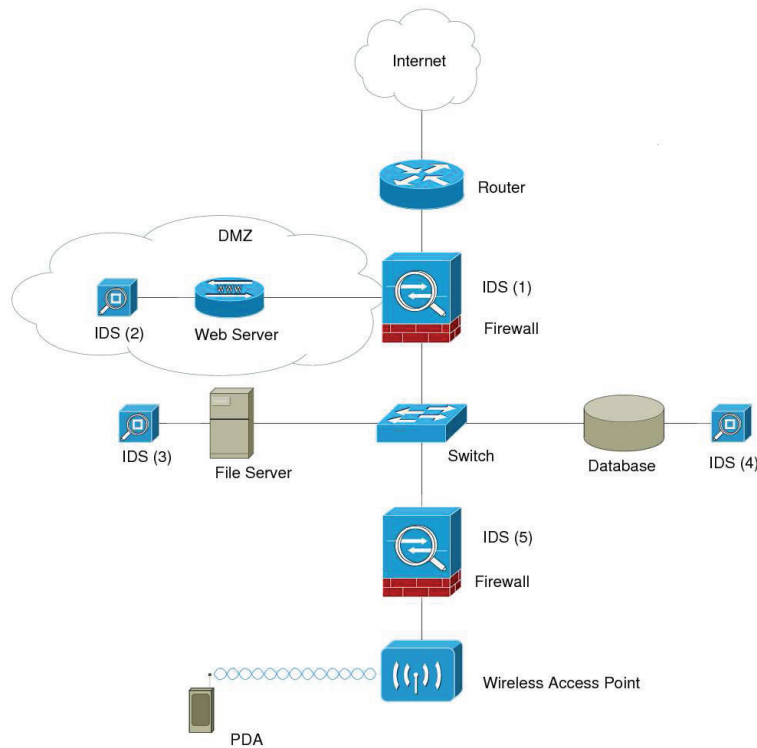 Internet
Router
DMZ
IDS (1)
Firewall
IDS (2)
Web Server
WWW
IDS (3)
File Server
Switch
Database
IDS (4)
IDS (5)
Firewall
Wireless Access Point
PDA